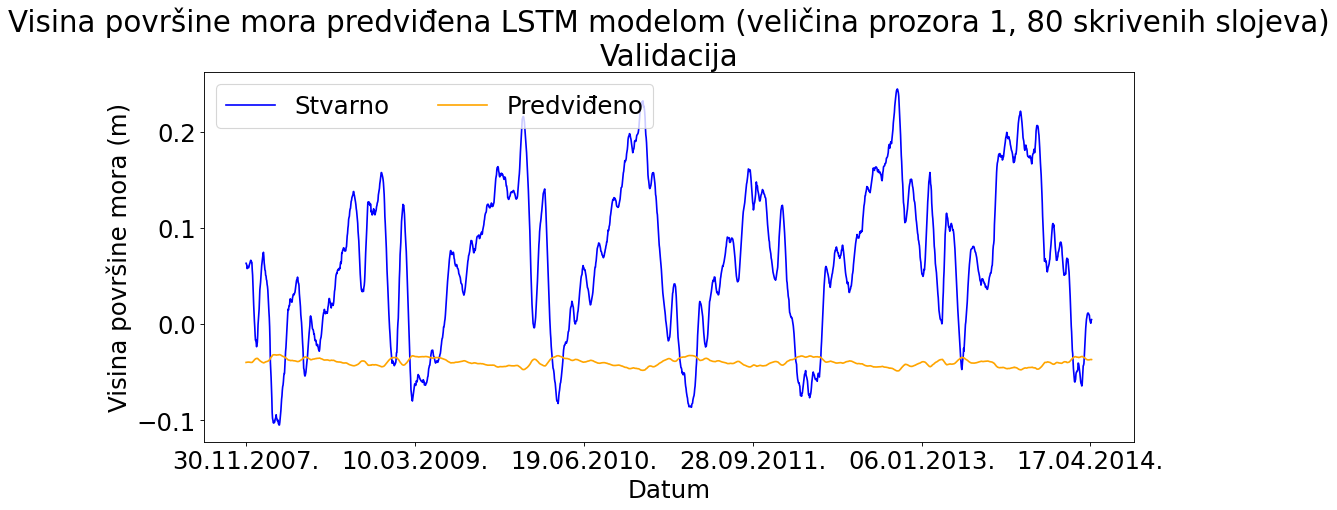 Visina površine mora predviđena LSTM modelom (veličina prozora 1, 80 skrivenih slojeva)
Validacija
Stvarno Predviđeno
Visina površine mora (m)
0.2
0.1
0.0
−0.1
30.11.2007. 10.03.2009. 19.06.2010. 28.09.2011. 06.01.2013. 17.04.2014.
Datum